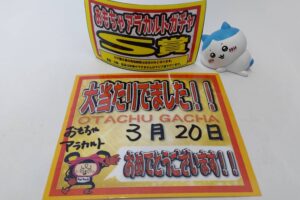 おもちゃアラカルトガチャ
S賞
大当たりでました!!
OTACHU GACHA
おもちゃ
アラカルト
3月20日
おめでとうございます!!